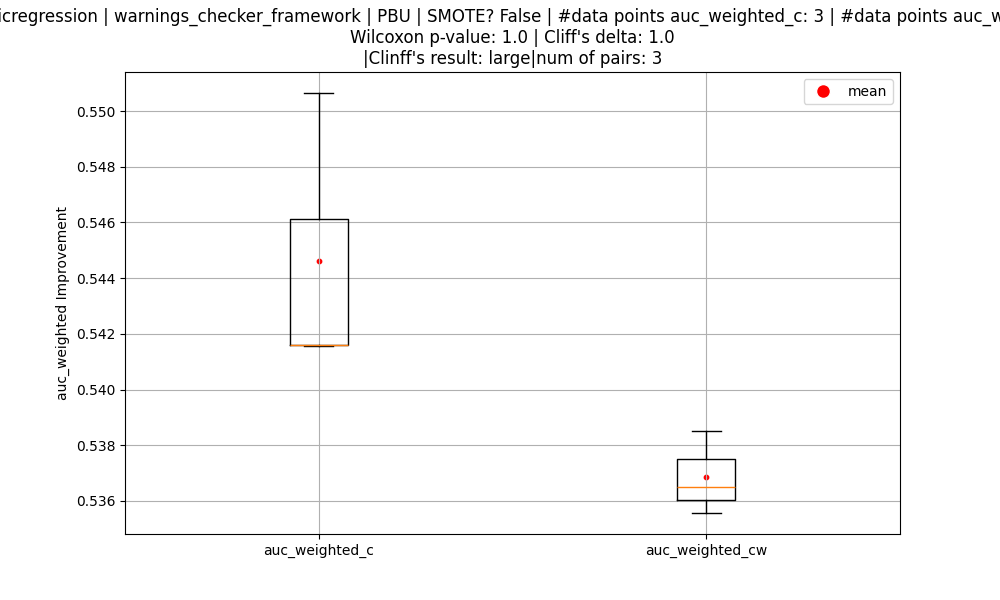 icregression | warnings_checker_framework | PBU | SMOTE? False | #data points auc_weighted_c: 3 | #data points auc_w
Wilcoxon p-value: 1.0 | Cliff's delta: 1.0
|Clinff's result: large|num of pairs: 3
mean
0.550
0.548
0.546
0.544
0.542
0.540
0.538
0.536
auc_weighted Improvement
auc_weighted_c
auc_weighted_cw